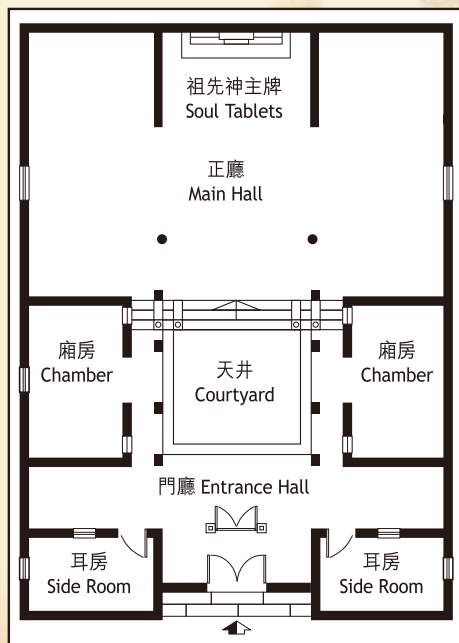 祖先神主牌
Soul Tablets
正廳
Main Hall
廂房
Chamber
天井
Courtyard
廂房
Chamber
門廳 Entrance Hall
耳房
Side Room
耳房
Side Room